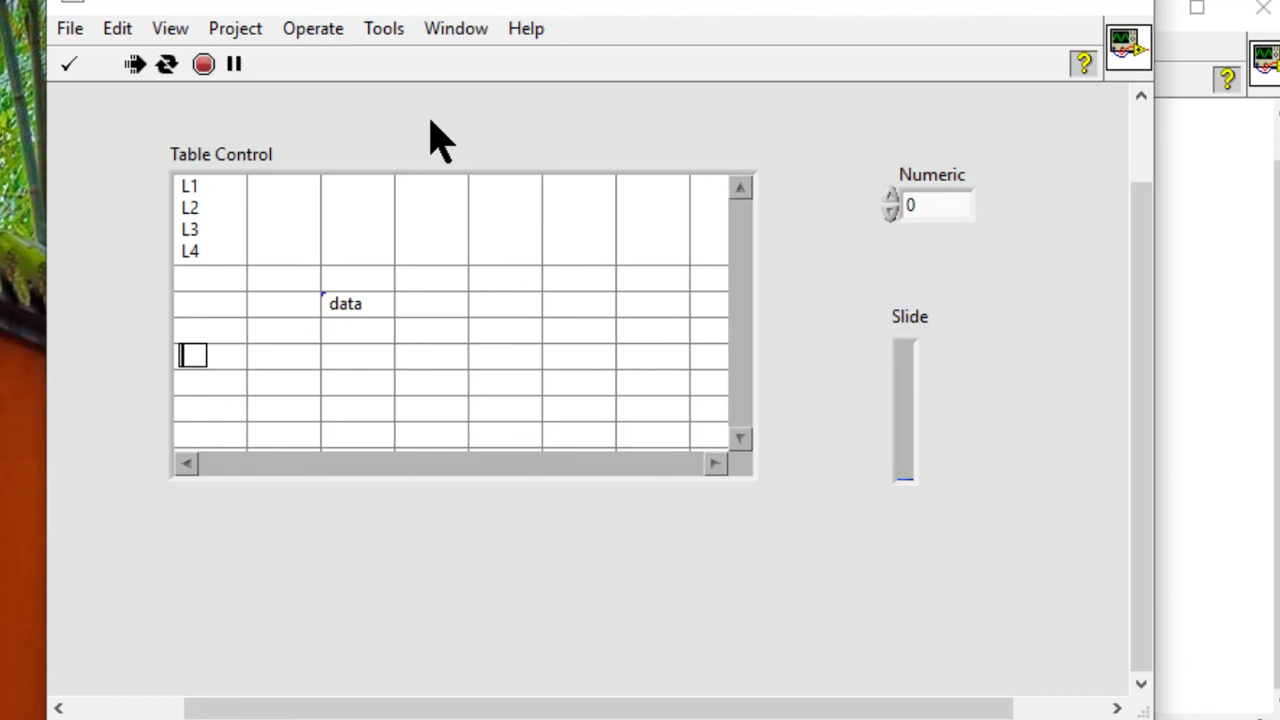 File Edit View Project Operate Tools Window Help
Table Control
L1
L2
L3
L4
data
Numeric
0
Slide